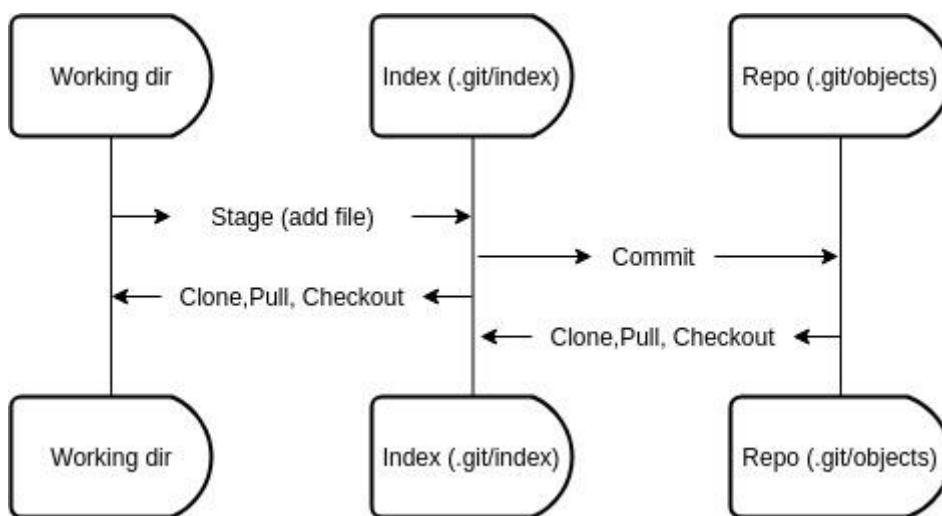 Working dir
Index (.git/index)
Repo (.git/objects)
Stage (add file)
Commit
Clone,Pull, Checkout
Clone,Pull, Checkout
Working dir
Index (.git/index)
Repo (.git/objects)